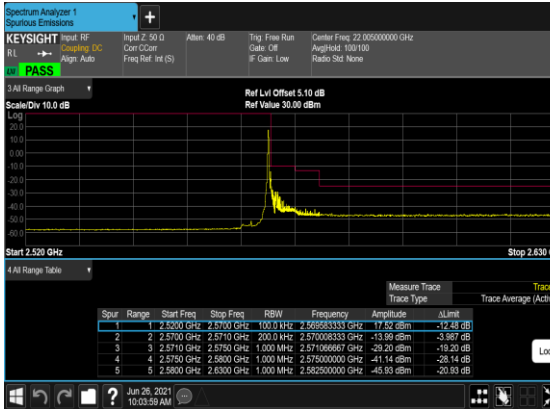 Spectrum Analyzer 1
Spurious Emissions
+
KEYSIGHT Input: RF Input Z: 50 Ω Atten: 40 dB Trig: Free Run Center Freq: 22.005000000 GHz
RL Coupling: DC Corr CCorr Gate: Off Avg|Hold: 100/100
Align: Auto Freq Ref: Int (S) IF Gain: Low Radio Std: None
PASS
3 All Range Graph Ref Lvl Offset 5.10 dB
Scale/Div 10.0 dB Ref Value 30.00 dBm
Log
20.0
10.0
0.00
-10.0
-20.0
-30.0
-40.0
-50.0
-60.0
Start 2.520 GHz Stop 2.630
4 All Range Table
Measure Trace Trace
Trace Type Trace Average (Acti
Spur Range Start Freq Stop Freq RBW Frequency Amplitude ΔLimit
1 1 2.5200 GHz 2.5700 GHz 100.0 kHz 2.569583333 GHz 17.52 dBm -12.48 dB
2 2 2.5700 GHz 2.5710 GHz 200.0 kHz 2.570008333 GHz -13.99 dBm -3.987 dB
3 3 2.5710 GHz 2.5750 GHz 1.000 MHz 2.571066667 GHz -29.20 dBm -19.20 dB
4 4 2.5750 GHz 2.5800 GHz 1.000 MHz 2.575000000 GHz -41.14 dBm -28.14 dB
5 5 2.5800 GHz 2.6300 GHz 1.000 MHz 2.582500000 GHz -45.93 dBm -20.93 dB
Loc
? Jun 26, 2021
10:03:59 AM